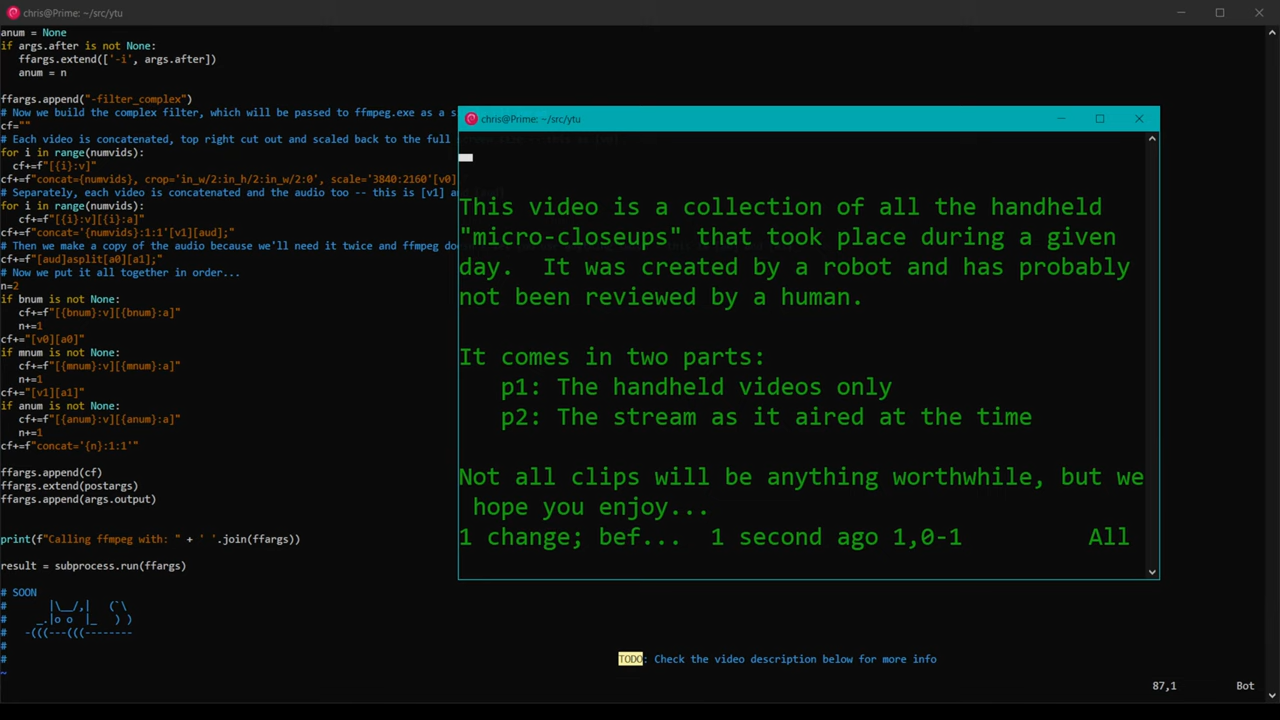 chris@Prime: ~/src/ytu
anum = None
if args.after is not None:
   ffargs.extend(['-i', args.after])
   anum = n
ffargs.append("-filter_complex")
# Now we build the complex filter, which will be passed to ffmpeg.exe as a s
cf=""
# Each video is concatenated, top right cut out and scaled back to the full
for i in range(numvids):
  cf+=f"[{i}:v]"
cf+=f"concat={numvids}, crop='in_w/2:in_h/2:in_w/2:0', scale='3840:2160'[v0]
# Separately, each video is concatenated and the audio too -- this is [v1] a
for i in range(numvids):
   cf+=f"[{i}:v][{i}:a]"
cf+=f"concat='{numvids}:1:1'[v1][aud];"
# Then we make a copy of the audio because we'll need it twice and ffmpeg do
cf+=f"[aud]asplit[a0][a1];"
# Now we put it all together in order...
n=2
if bnum is not None:
   cf+=f"[{bnum}:v][{bnum}:a]"
   n+=1
cf+="[v0][a0]"
if mnum is not None:
   cf+=f"[{mnum}:v][{mnum}:a]"
   n+=1
cf+="[v1][a1]"
if anum is not None:
   cf+=f"[{anum}:v][{anum}:a]"
   n+=1
cf+=f"concat='{n}:1:1'"
ffargs.append(cf)
ffargs.extend(postargs)
ffargs.append(args.output)
print(f"Calling ffmpeg with: " + ' '.join(ffargs))
result = subprocess.run(ffargs)
# SOON
#       |\__/,|   (`\
#     _.|o o  |_   ) )
#   -(((---(((--------
#
#
~
chris@Prime: ~/src/ytu
This video is a collection of all the handheld
"micro-closeups" that took place during a given
day.  It was created by a robot and has probably
not been reviewed by a human.
It comes in two parts:
   p1: The handheld videos only
   p2: The stream as it aired at the time
Not all clips will be anything worthwhile, but we
 hope you enjoy...
1 change; bef...  1 second ago 1,0-1         All
TODO: Check the video description below for more info
87,1         Bot